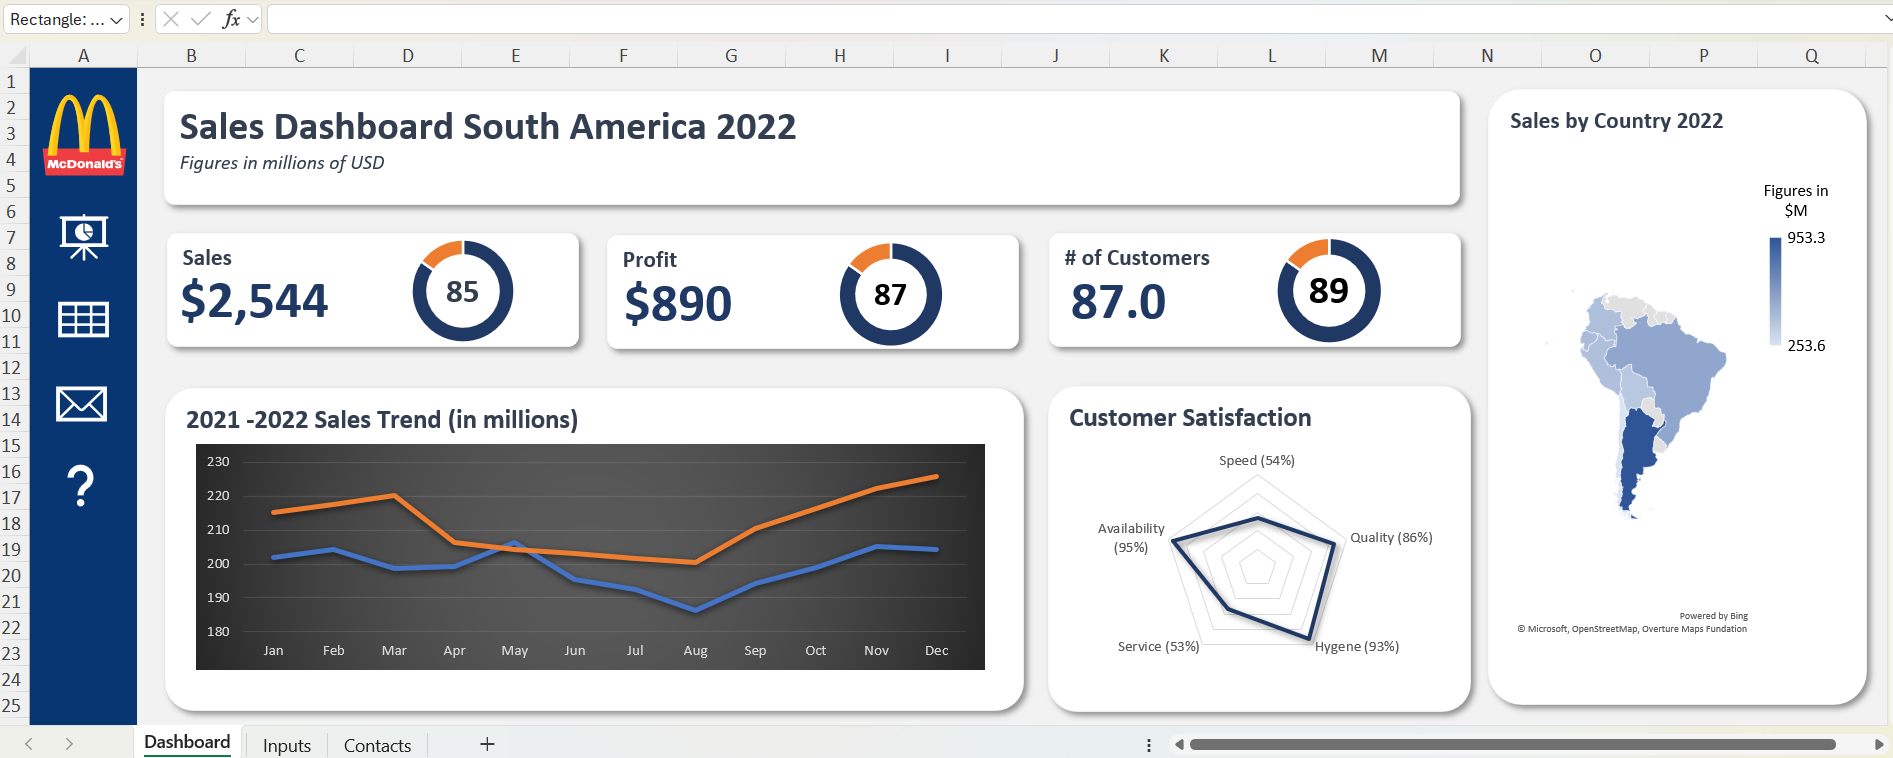 Rectangle: ...
fx
A B C D E F G H I J K L M N O P Q
1
2
3
4
5
6
7
8
9
10
11
12
13
14
15
16
17
18
19
20
21
22
23
24
25
McDonald's
?
Sales Dashboard South America 2022
Figures in millions of USD
Sales
$2,544
85
Profit
$890
87
# of Customers
87.0
89
2021 -2022 Sales Trend (in millions)
230
220
210
200
190
180
Jan Feb Mar Apr May Jun Jul Aug Sep Oct Nov Dec
Customer Satisfaction
Speed (54%)
Availability
(95%)
Quality (86%)
Service (53%)
Hygene (93%)
Sales by Country 2022
Figures in
$M
953.3
253.6
Powered by Bing
© Microsoft, OpenStreetMap, Overture Maps Fundation
Dashboard Inputs Contacts +